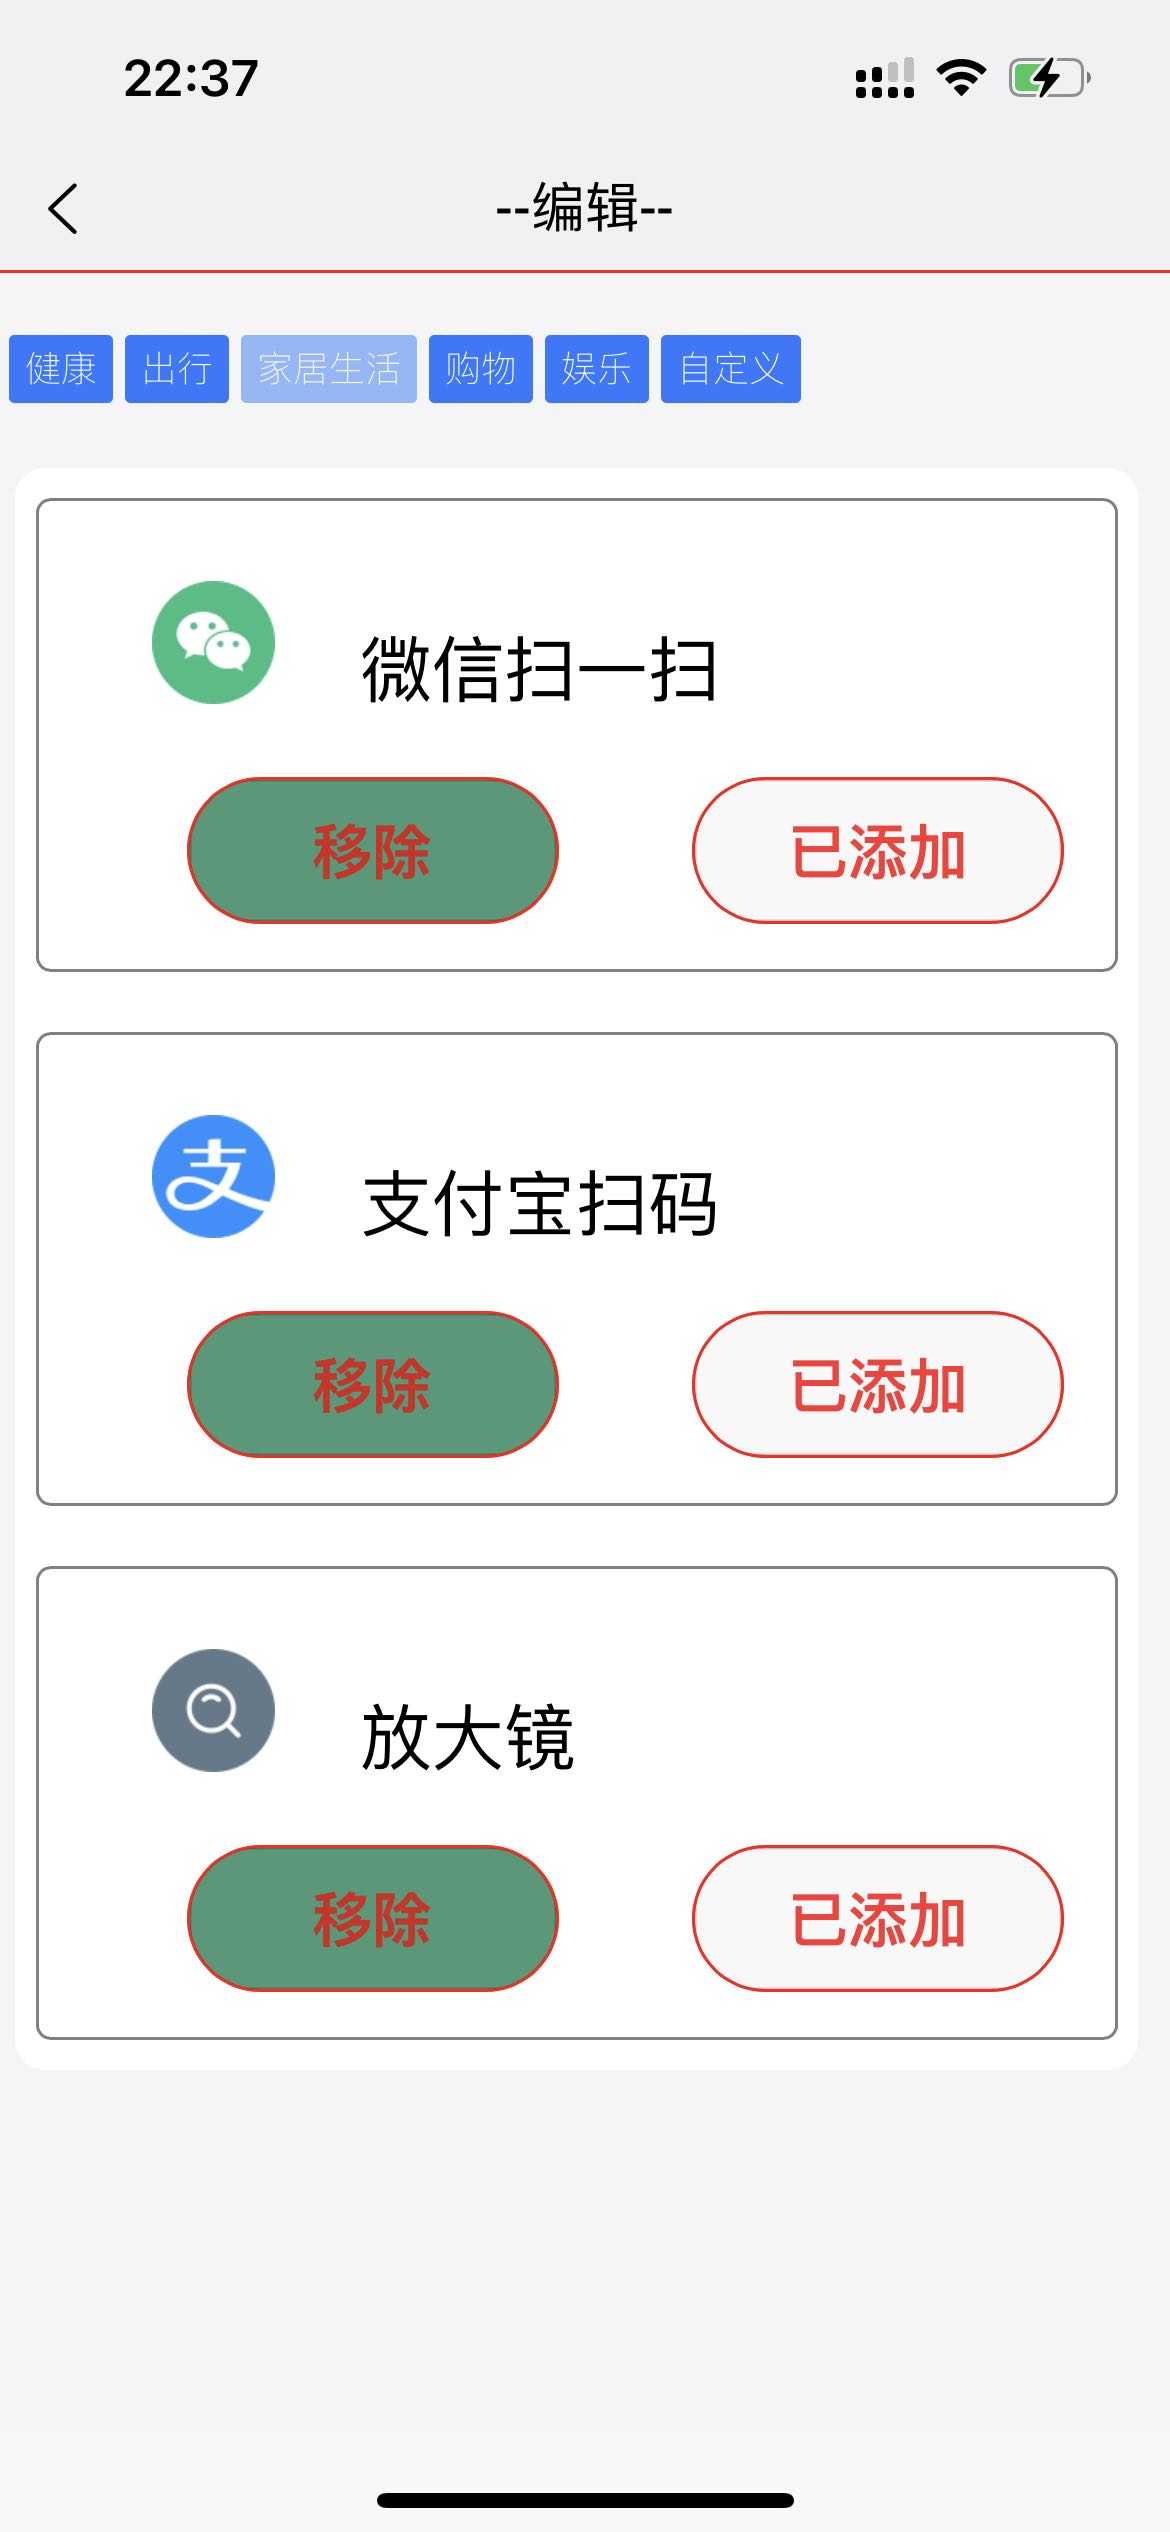 22:37
--编辑--
健康 出行 家居生活 购物 娱乐 自定义
微信扫一扫
移除 已添加
支付宝扫码
移除 已添加
放大镜
移除 已添加